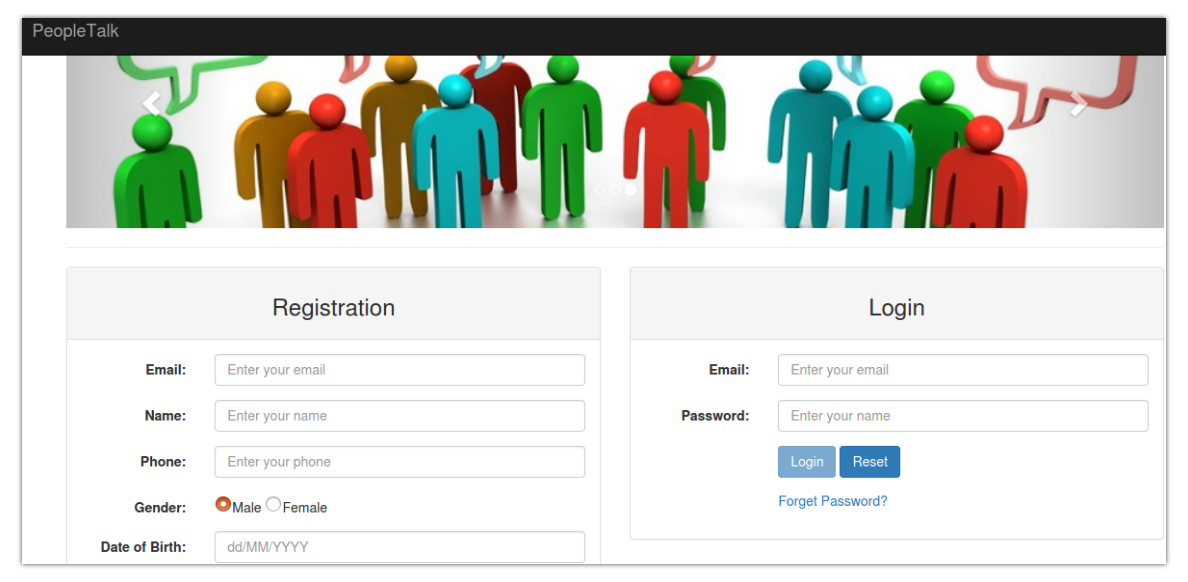 PeopleTalk
Registration
Email: Enter your email
Name: Enter your name
Phone: Enter your phone
Gender: Male Female
Date of Birth: dd/MM/YYYY
Login
Email: Enter your email
Password: Enter your name
Login Reset
Forget Password?